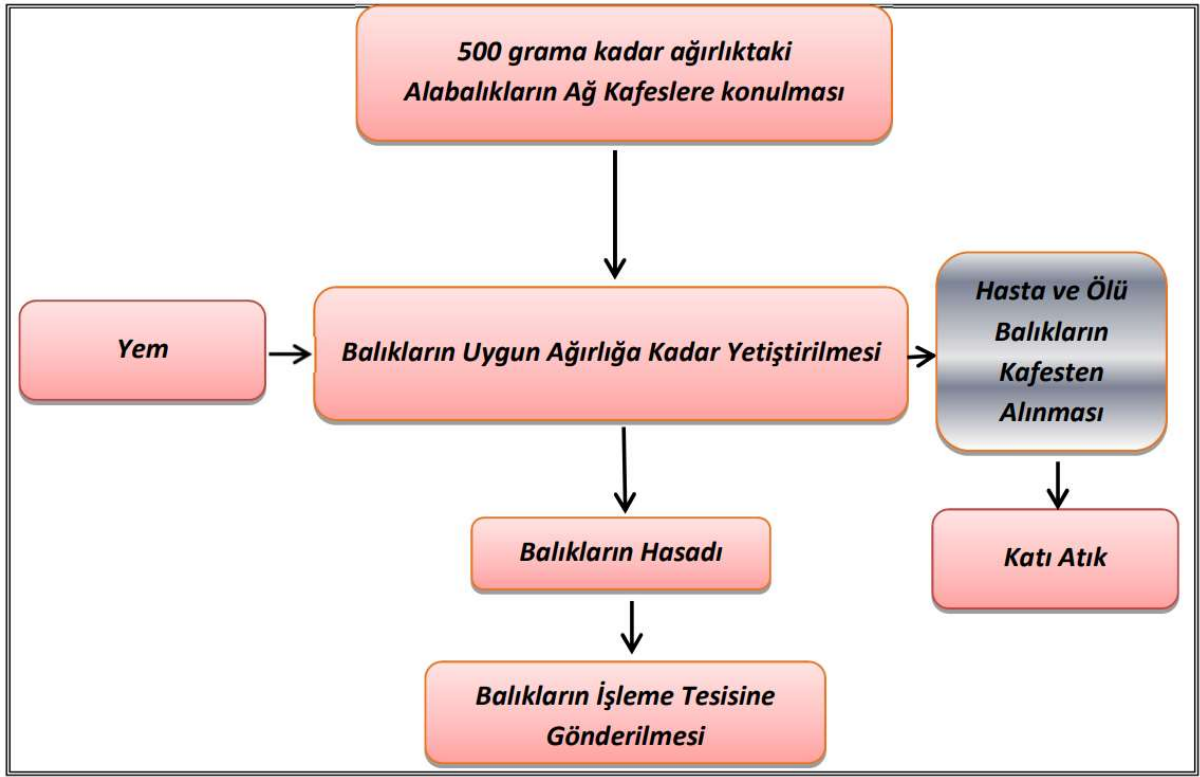 500 grama kadar ağırlıktaki
Alabalıkların Ağ Kafeslere konulması
Yem
Balıkların Uygun Ağırlığa Kadar Yetiştirilmesi
Hasta ve Ölü
Balıkların
Kafesten
Alınması
Balıkların Hasadı
Katı Atık
Balıkların İşleme Tesisine
Gönderilmesi